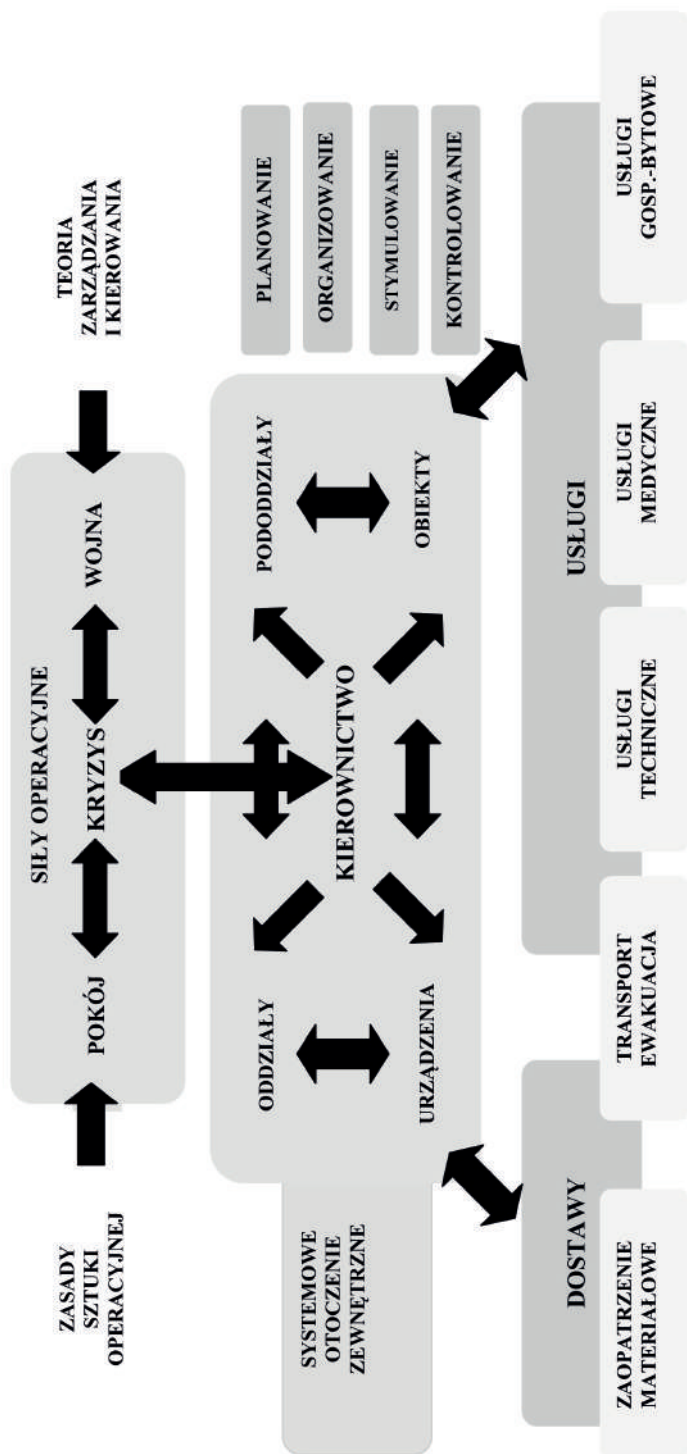 ZASADY
SZTUKI
OPERACYJNEJ
SIŁY OPERACYJNE
POKÓJ
KRYZYS
WOJNA
TEORIA
ZARZĄDZANIA
I KIEROWANIA
SYSTEMOWE
OTOCZENIE
ZEWNĘTRZNE
ODDZIAŁY
PODODDZIAŁY
KIEROWNICTWO
URZĄDZENIA
OBIEKTY
PLANOWANIE
ORGANIZOWANIE
STYMULOWANIE
KONTROLOWANIE
DOSTAWY
USŁUGI
ZAOPATRZENIE
MATERIAŁOWE
TRANSPORT
EWAKUACJA
USŁUGI
TECHNICZNE
USŁUGI
MEDYCZNE
USŁUGI
GOSP.-BYTOWE